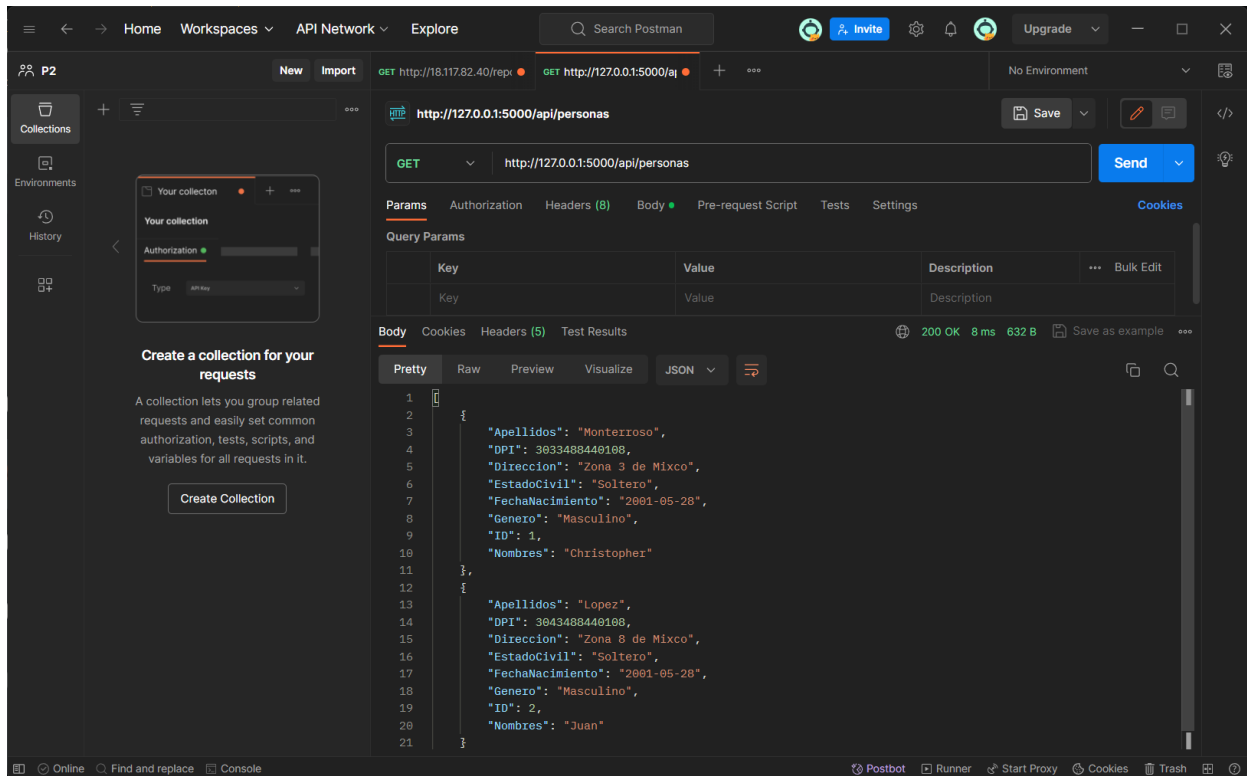 Home Workspaces API Network Explore Search Postman Invite Upgrade
P2 New Import GET http://18.117.82.40/repo GET http://127.0.0.1:5000/a No Environment
Collections
Environments
History
Your collecton
Your collection
Authorization
Type API Key
Create a collection for your
requests
A collection lets you group related
requests and easily set common
authorization, tests, scripts, and
variables for all requests in it.
Create Collection
HTTP http://127.0.0.1:5000/api/personas Save
GET http://127.0.0.1:5000/api/personas Send
Params Authorization Headers (8) Body Pre-request Script Tests Settings Cookies
Query Params
Key Value Description Bulk Edit
Key Value Description
Body Cookies Headers (5) Test Results 200 OK 8 ms 632 B Save as example
Pretty Raw Preview Visualize JSON
1 [
2 {
3 "Apellidos": "Monterroso",
4 "DPI": 3033488440108,
5 "Direccion": "Zona 3 de Mixco",
6 "EstadoCivil": "Soltero",
7 "FechaNacimiento": "2001-05-28",
8 "Genero": "Masculino",
9 "ID": 1,
10 "Nombres": "Christopher"
11 },
12 {
13 "Apellidos": "Lopez",
14 "DPI": 3043488440108,
15 "Direccion": "Zona 8 de Mixco",
16 "EstadoCivil": "Soltero",
17 "FechaNacimiento": "2001-05-28",
18 "Genero": "Masculino",
19 "ID": 2,
20 "Nombres": "Juan"
21 }
Online Find and replace Console Postbot Runner Start Proxy Cookies Trash